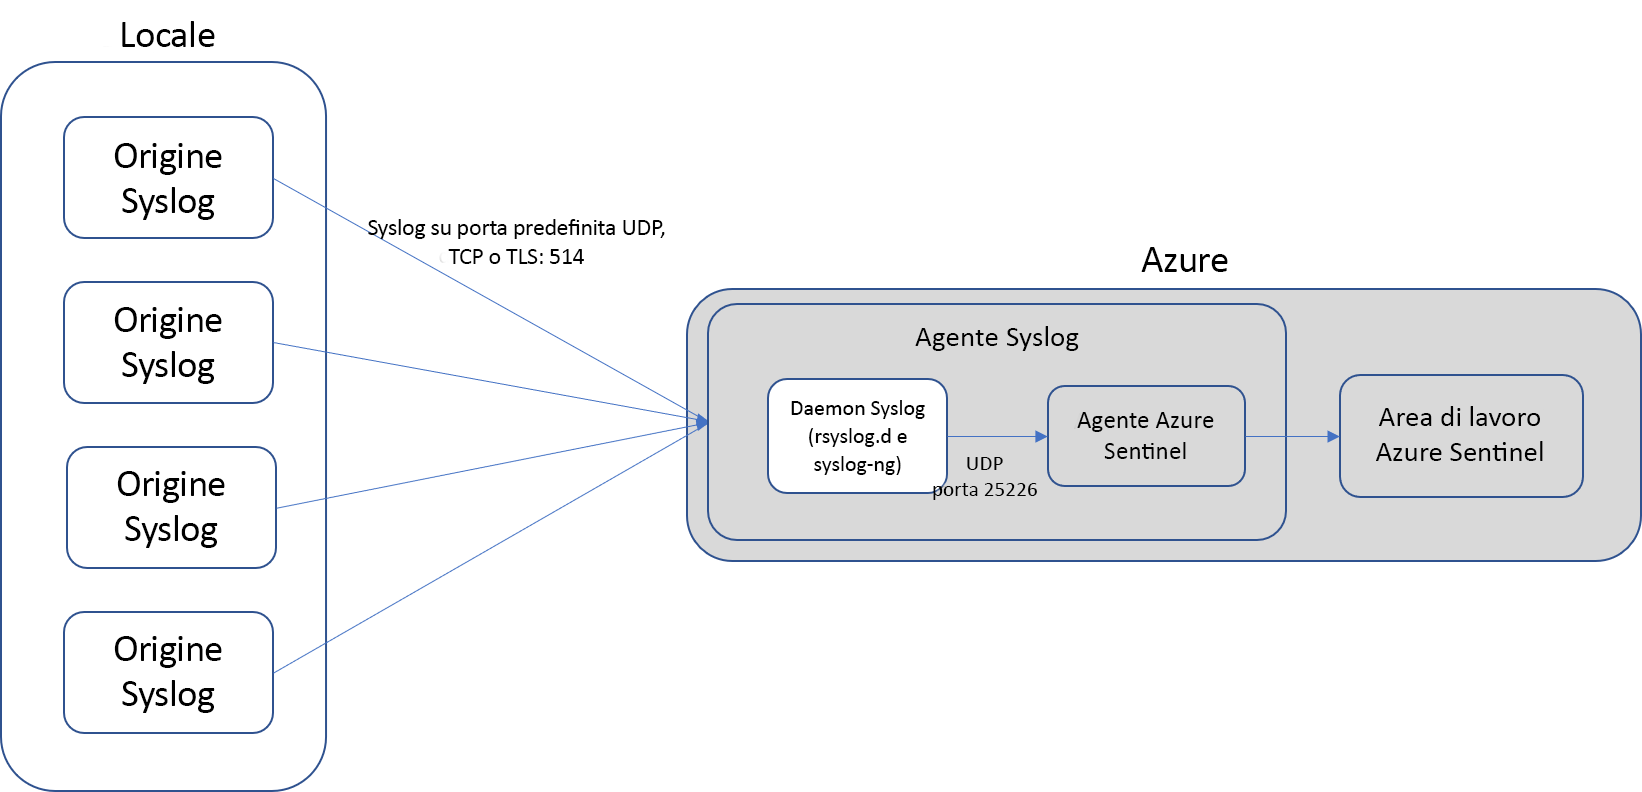 Locale
Origine
Syslog
Origine
Syslog
Origine
Syslog
Origine
Syslog
Syslog su porta predefinita UDP,
TCP o TLS: 514
Azure
Agente Syslog
Daemon Syslog
(rsyslog.d e
syslog-ng)
UDP
porta 25226
Agente Azure
Sentinel
Area di lavoro
Azure Sentinel